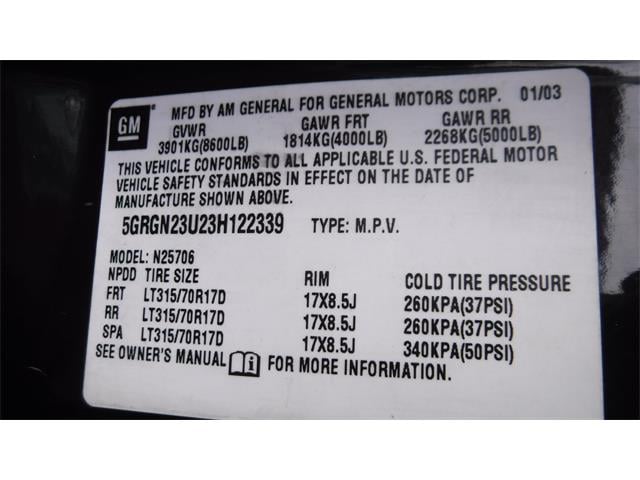 GM
MFD BY AM GENERAL FOR GENERAL MOTORS CORP. 01/03
GVWR GAWR FRT GAWR RR
3901KG(8600LB) 1814KG(4000LB) 2268KG(5000LB)
THIS VEHICLE CONFORMS TO ALL APPLICABLE U.S. FEDERAL MOTOR
VEHICLE SAFETY STANDARDS IN EFFECT ON THE DATE OF
MANUFACTURE SHOWN ABOVE.
5GRGN23U23H122339 TYPE: M.P.V.
MODEL: N25706
NPDD TIRE SIZE RIM COLD TIRE PRESSURE
FRT LT315/70R17D 17X8.5J 260KPA(37PSI)
RR LT315/70R17D 17X8.5J 260KPA(37PSI)
SPA LT315/70R17D 17X8.5J 340KPA(50PSI)
SEE OWNER'S MANUAL FOR MORE INFORMATION.